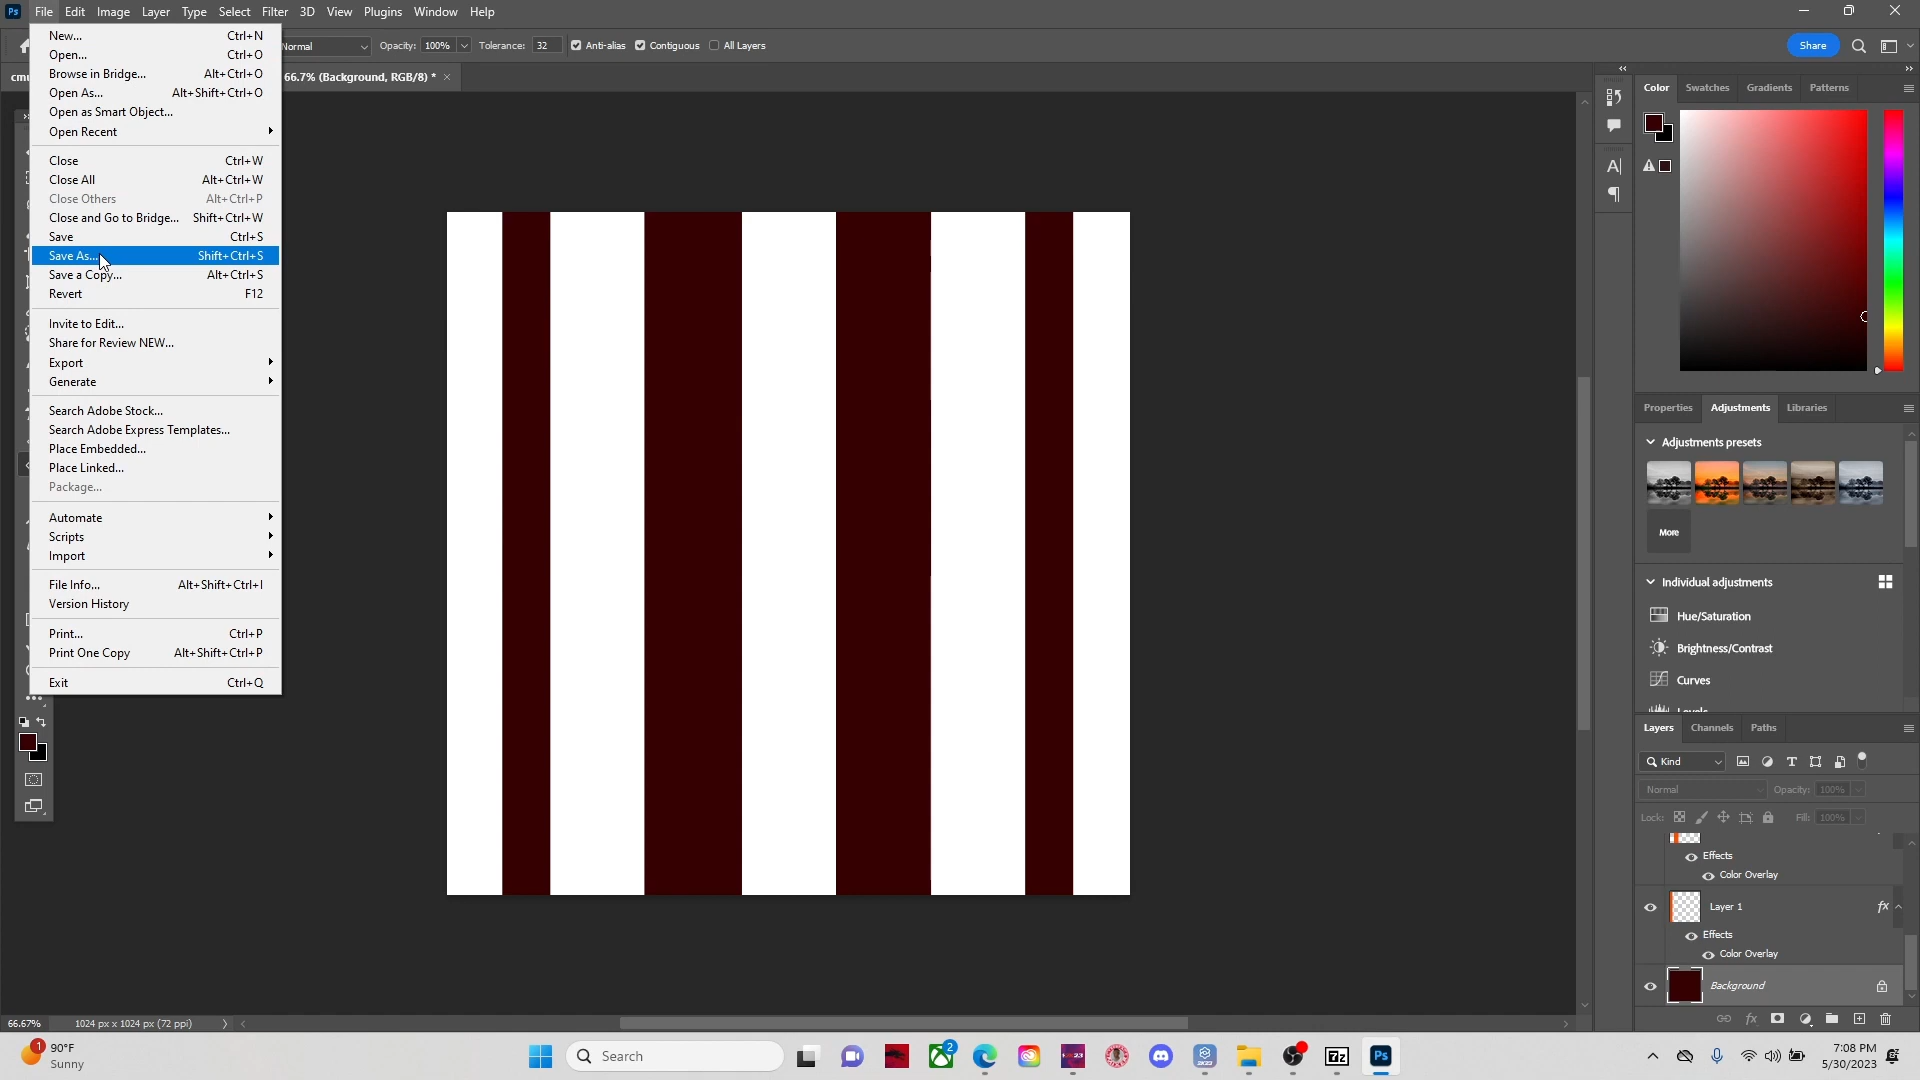 Ps File Edit Image Layer Type Select Filter 3D View Plugins Window Help
Normal Opacity: 100% Tolerance: 32 Anti-alias Contiguous All Layers Share
66.7% (Background, RGB/8) *
New... Ctrl+N
Open... Ctrl+O
Browse in Bridge... Alt+Ctrl+O
Open As... Alt+Shift+Ctrl+O
Open as Smart Object...
Open Recent
Close Ctrl+W
Close All Alt+Ctrl+W
Close Others Alt+Ctrl+P
Close and Go to Bridge... Shift+Ctrl+W
Save Ctrl+S
Save As... Shift+Ctrl+S
Save a Copy... Alt+Ctrl+S
Revert F12
Invite to Edit...
Share for Review NEW...
Export
Generate
Search Adobe Stock...
Search Adobe Express Templates...
Place Embedded...
Place Linked...
Package...
Automate
Scripts
Import
File Info... Alt+Shift+Ctrl+I
Version History
Print... Ctrl+P
Print One Copy Alt+Shift+Ctrl+P
Exit Ctrl+Q
Color Swatches Gradients Patterns
Properties Adjustments Libraries
Adjustments presets
More
Individual adjustments
Hue/Saturation
Brightness/Contrast
Curves
Levels
Layers Channels Paths
Kind
Normal Opacity: 100%
Lock: Fill: 100%
Effects
Color Overlay
Layer 1 fx
Effects
Color Overlay
Background
66.67% 1024 px x 1024 px (72 ppi)
1 90°F
Sunny
Search
2
7z
Ps
7:08 PM
5/30/2023